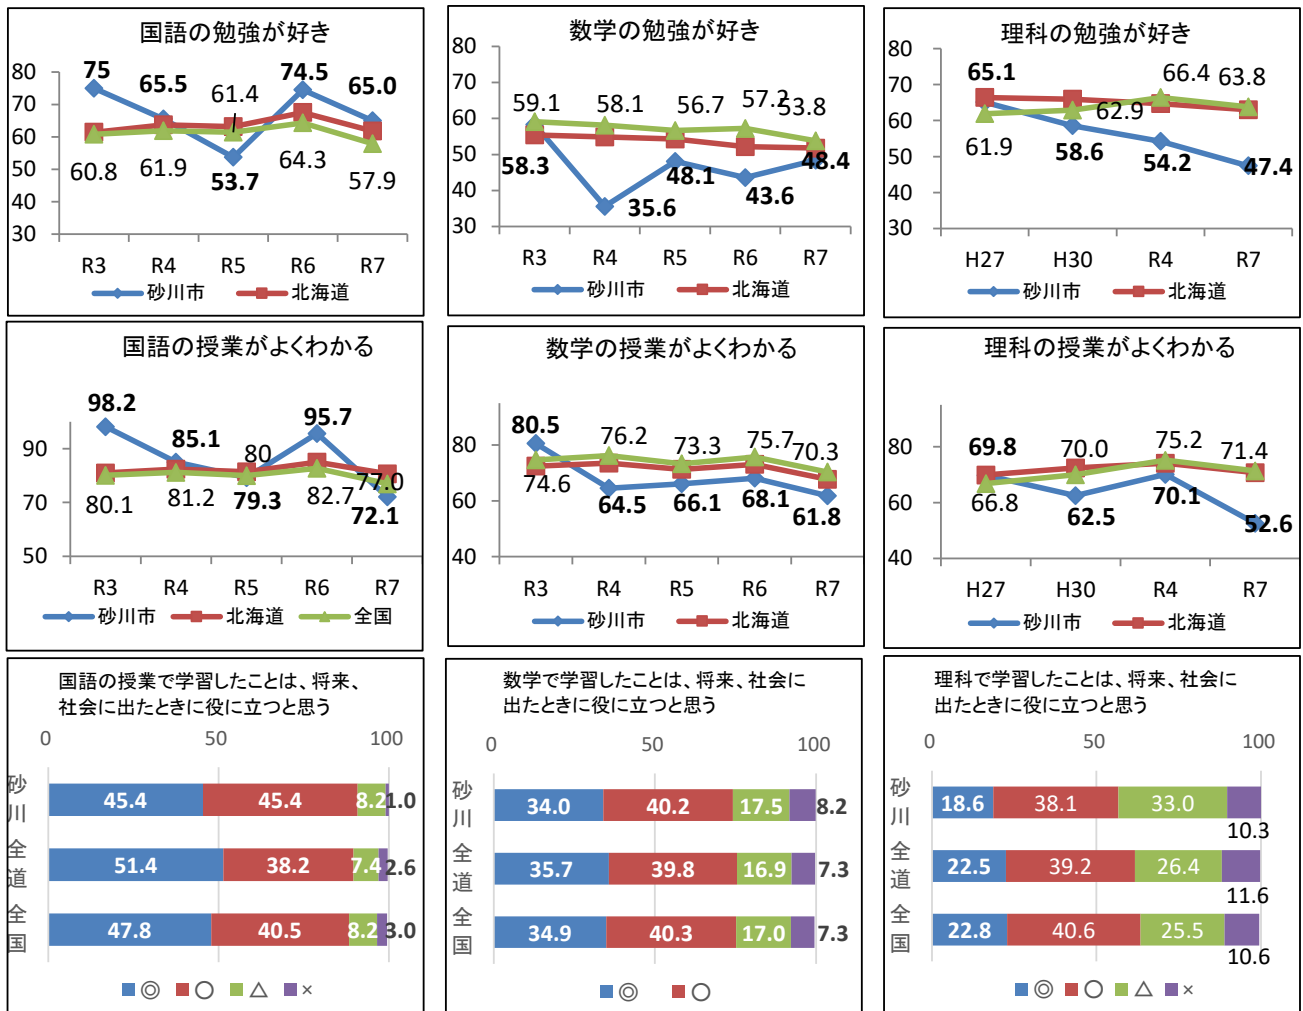 国語の勉強が好き
80
70
60
50
40
30
75
65.5
61.4
74.5
65.0
60.8
61.9
53.7
64.3
57.9
R3 R4 R5 R6 R7
砂川市 北海道
数学の勉強が好き
80
70
60
50
40
30
59.1
58.1
56.7
57.2
53.8
58.3
35.6
48.1
43.6
48.4
R3 R4 R5 R6 R7
砂川市 北海道
理科の勉強が好き
80
70
60
50
40
30
65.1
66.4
63.8
62.9
61.9
58.6
54.2
47.4
H27 H30 R4 R7
砂川市 北海道
国語の授業がよくわかる
90
70
50
98.2
85.1
80
95.7
77.0
80.1
81.2
79.3
82.7
72.1
R3 R4 R5 R6 R7
砂川市 北海道 全国
数学の授業がよくわかる
80
60
40
80.5
76.2
73.3
75.7
70.3
74.6
64.5
66.1
68.1
61.8
R3 R4 R5 R6 R7
砂川市 北海道
理科の授業がよくわかる
80
60
40
69.8
70.0
75.2
71.4
66.8
62.5
70.1
52.6
H27 H30 R4 R7
砂川市 北海道
国語の授業で学習したことは、将来、
社会に出たときに役に立つと思う
0 50 100
砂川 45.4 45.4 8.2 1.0
全道 51.4 38.2 7.4 2.6
全国 47.8 40.5 8.2 3.0
◎ ○ △ ×
数学で学習したことは、将来、社会に
出たときに役に立つと思う
0 50 100
砂川 34.0 40.2 17.5 8.2
全道 35.7 39.8 16.9 7.3
全国 34.9 40.3 17.0 7.3
◎ ○
理科で学習したことは、将来、社会に
出たときに役に立つと思う
0 50 100
砂川 18.6 38.1 33.0 10.3
全道 22.5 39.2 26.4 11.6
全国 22.8 40.6 25.5 10.6
◎ ○ △ ×